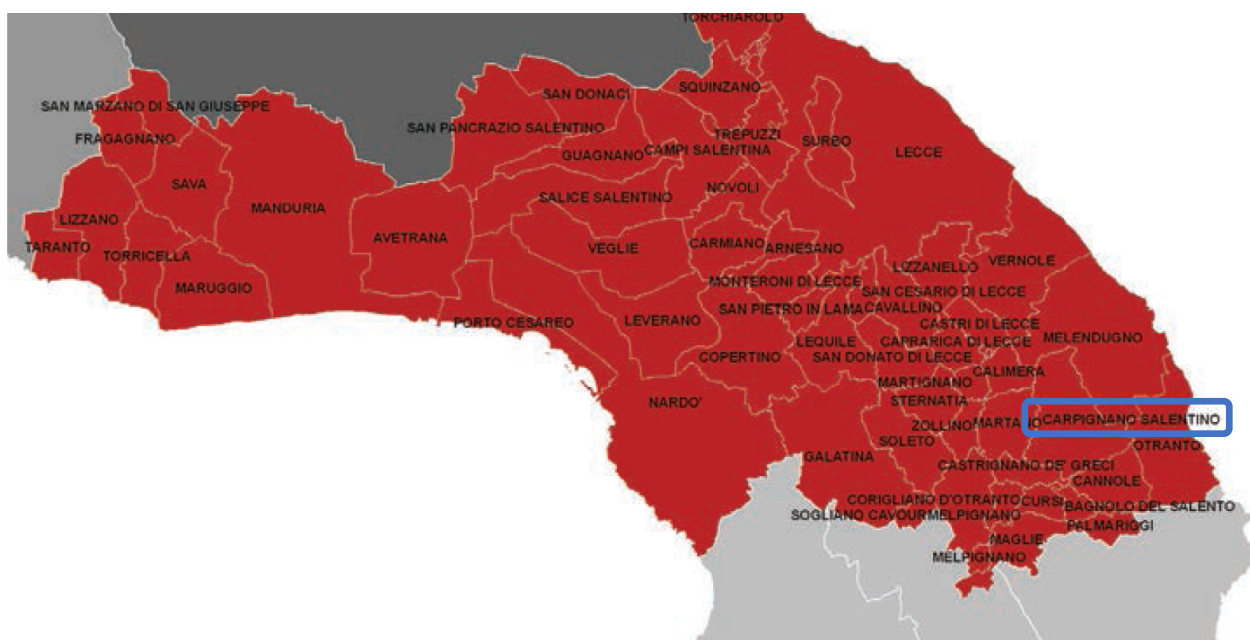 TORCHIAROLO
SAN DONACI
SQUINZANO
SAN MARZANO DI SAN GIUSEPPE
SAN PANCRAZIO SALENTINO
FRAGAGNANO
TREPUZZI
SURBO
GUAGNANO
CAMPI SALENTINA
LECCE
SAVA
NOVOLI
SALICE SALENTINO
MANDURIA
LIZZANO
AVETRANA
CARMIANO
ARNESANO
TARANTO
VEGLIE
TORRICELLA
VERNOLE
LIZZANELLO
MONTERONI DI LECCE
MARUGGIO
SAN CESARIO DI LECCE
SAN PIETRO IN LAMA
CAVALLINO
PORTO CESAREO
LEVERANO
CASTRI DI LECCE
LEQUILE
CAPRARICA DI LECCE
MELENDUGNO
COPERTINO
SAN DONATO DI LECCE
CALIMERA
MARTIGNANO
NARDO'
STERNATIA
CARPIGNANO SALENTINO
ZOLLINO
MARTANO
SOLETO
OTRANTO
GALATINA
CASTRIGNANO DE' GRECI
CANNOLE
CORIGLIANO D'OTRANTO
CURSI
BAGNOLO DEL SALENTO
SOGLIANO CAVOUR
MELPIGNANO
PALMARIGGI
MAGLIE
MELPIGNANO